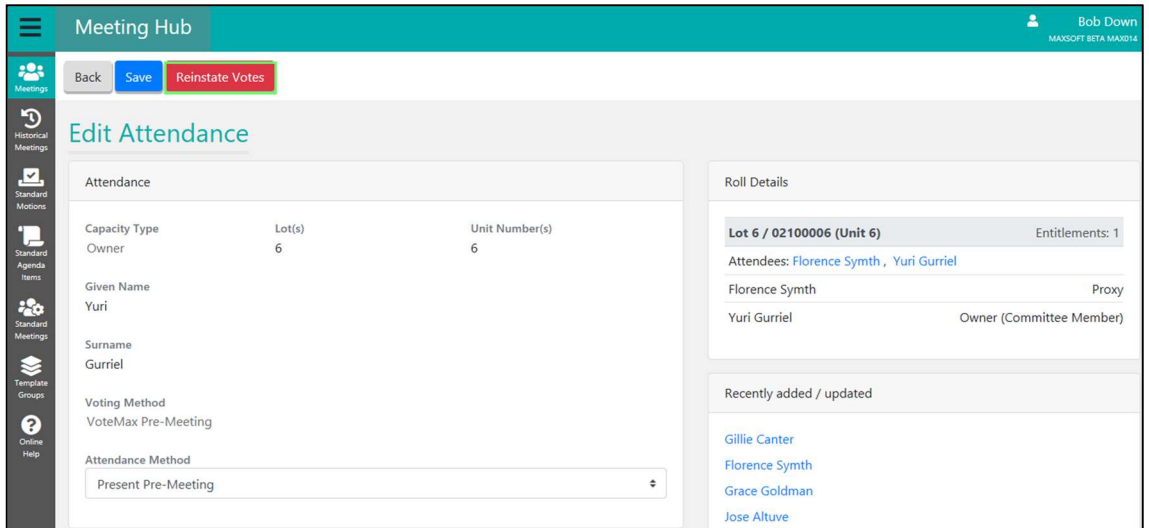 Meeting Hub
Bob Down
MAXSOFT BETA MAX014
Meetings
Historical
Meetings
Standard
Motions
Standard
Agenda
Items
Standard
Meetings
Template
Groups
Online
Help
Back
Save
Reinstate Votes
Edit Attendance
Attendance
Capacity Type Lot(s) Unit Number(s)
Owner 6 6
Given Name
Yuri
Surname
Gurriel
Voting Method
VoteMax Pre-Meeting
Attendance Method
Present Pre-Meeting
Roll Details
Lot 6 / 02100006 (Unit 6) Entitlements: 1
Attendees: Florence Symth , Yuri Gurriel
Florence Symth Proxy
Yuri Gurriel Owner (Committee Member)
Recently added / updated
Gillie Canter
Florence Symth
Grace Goldman
Jose Altuve